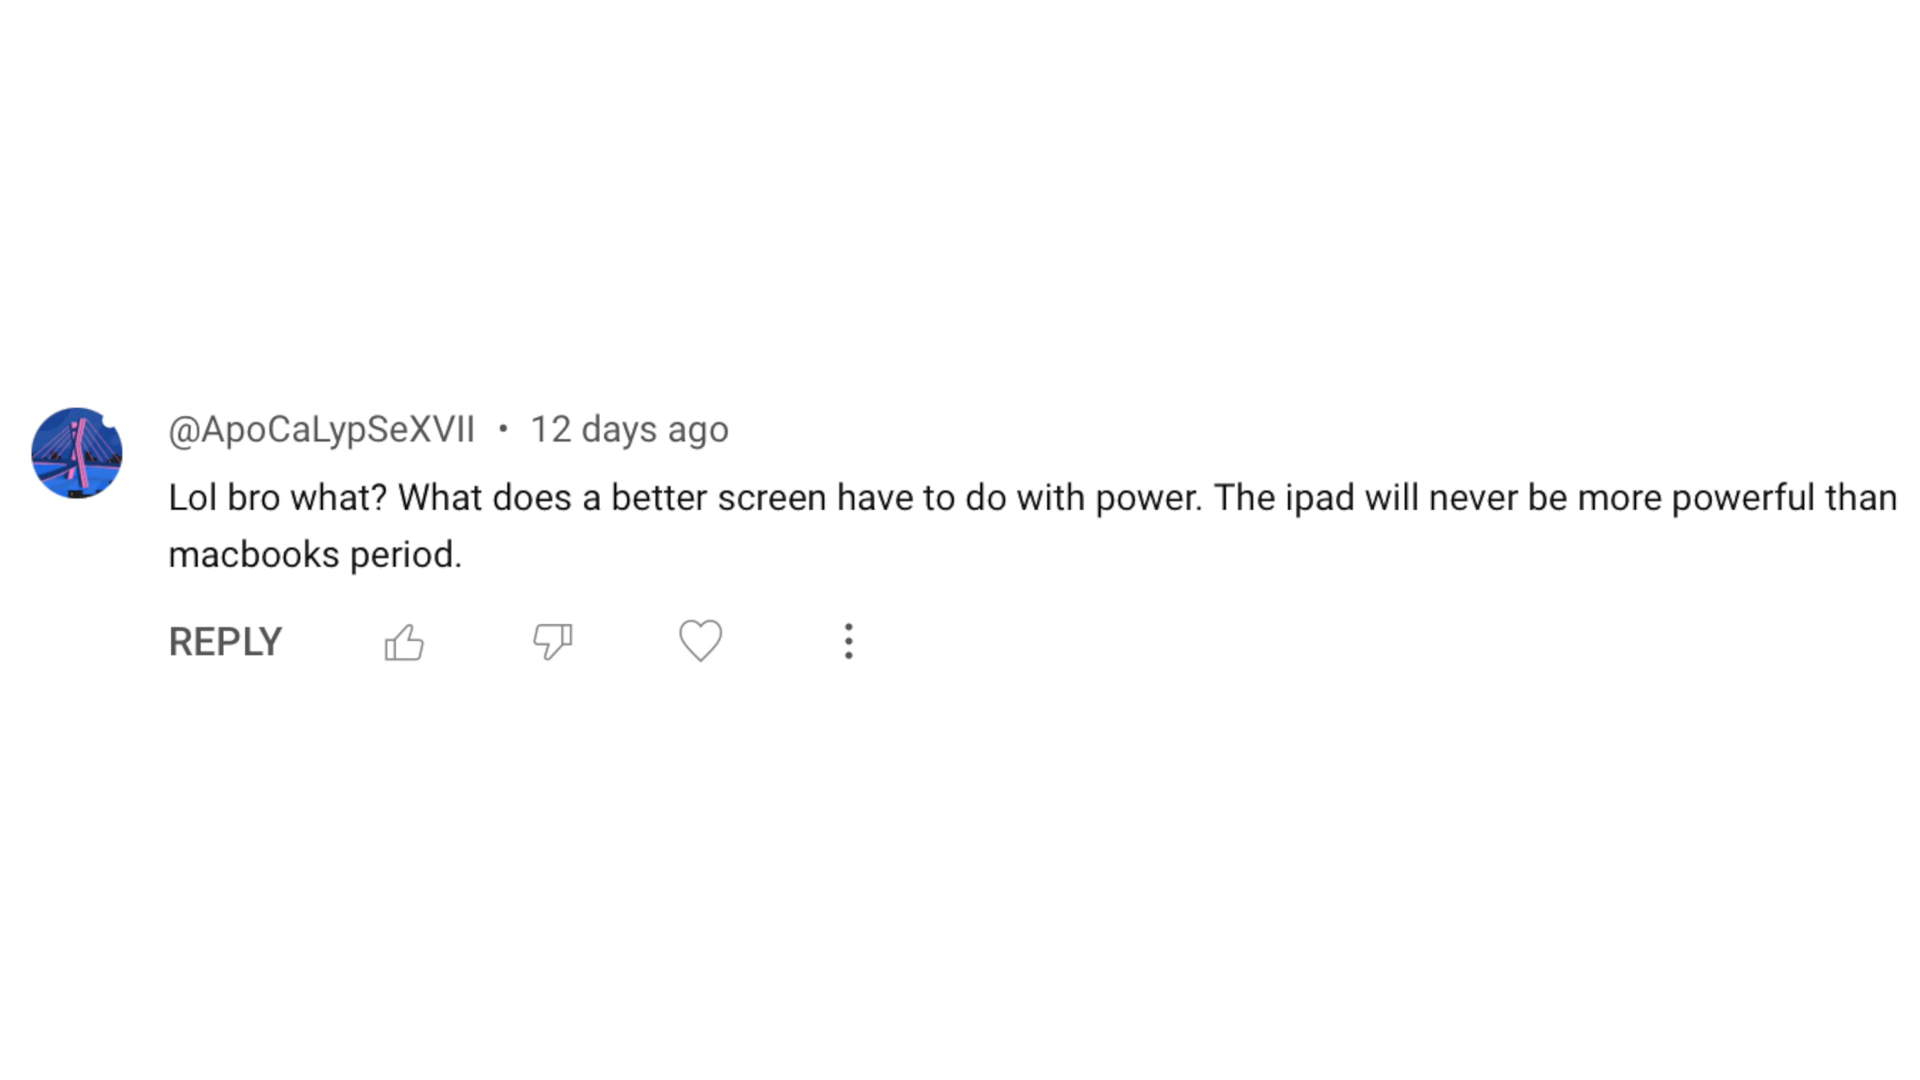 @ApoCaLypSeXVII • 12 days ago
Lol bro what? What does a better screen have to do with power. The ipad will never be more powerful than
macbooks period.
REPLY